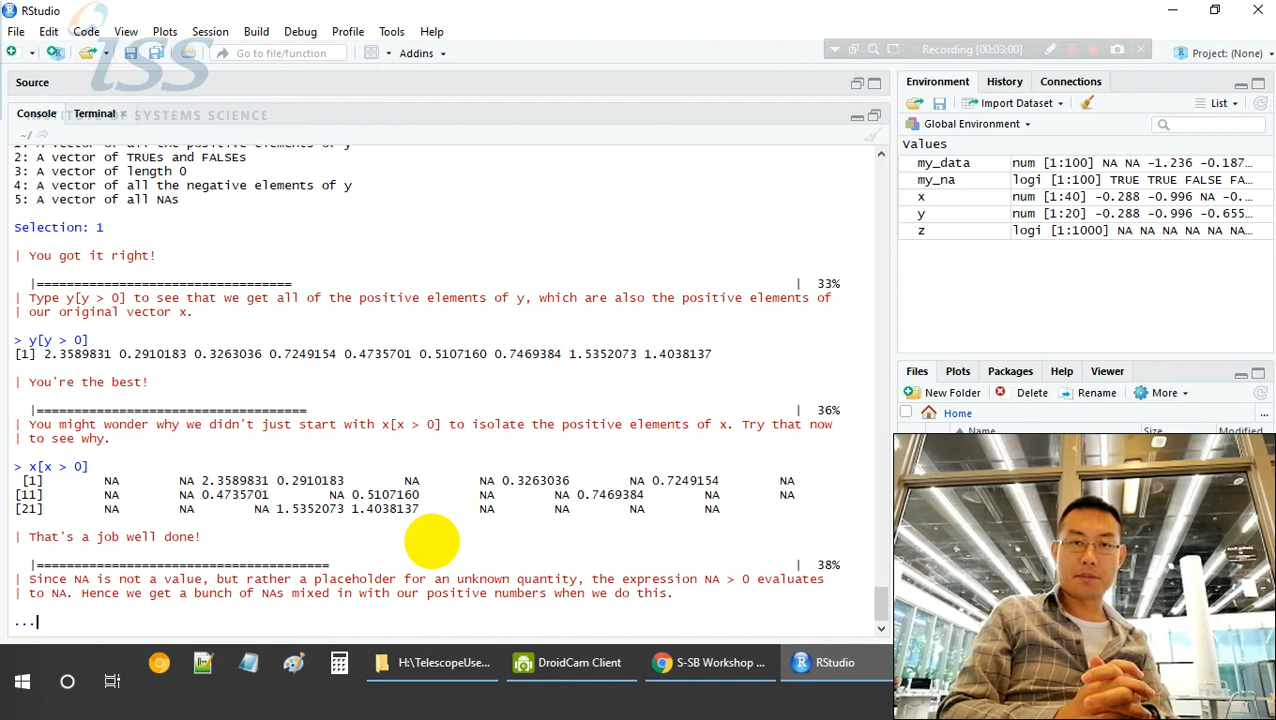 RStudio
File Edit Code View Plots Session Build Debug Profile Tools Help
Go to file/function
Addins
Recording [00:03:00]
Project: (None)
iss
INSTITUTE OF SYSTEMS SCIENCE
Source
Console Terminal ×
~/
1: A vector of all the positive elements of y
2: A vector of TRUEs and FALSEs
3: A vector of length 0
4: A vector of all the negative elements of y
5: A vector of all NAs
Selection: 1
| You got it right!
|================================== | 33%
| Type y[y > 0] to see that we get all of the positive elements of y, which are also the positive elements of
| our original vector x.
> y[y > 0]
[1] 2.3589831 0.2910183 0.3263036 0.7249154 0.4735701 0.5107160 0.7469384 1.5352073 1.4038137
| You're the best!
|==================================== | 36%
| You might wonder why we didn't just start with x[x > 0] to isolate the positive elements of x. Try that now
| to see why.
> x[x > 0]
[1] NA NA 2.3589831 0.2910183 NA NA 0.3263036 NA 0.7249154 NA
[11] NA NA 0.4735701 NA 0.5107160 NA NA 0.7469384 NA NA
[21] NA NA NA 1.5352073 1.4038137 NA NA NA NA
| That's a job well done!
|======================================= | 38%
| Since NA is not a value, but rather a placeholder for an unknown quantity, the expression NA > 0 evaluates
| to NA. Hence we get a bunch of NAs mixed in with our positive numbers when we do this.
...
Environment History Connections
Import Dataset
List
Global Environment
Values
my_data num [1:100] NA NA -1.236 -0.187…
my_na logi [1:100] TRUE TRUE FALSE FA…
x num [1:40] -0.288 -0.996 NA -0.…
y num [1:20] -0.288 -0.996 -0.655…
z logi [1:1000] NA NA NA NA NA NA…
Files Plots Packages Help Viewer
New Folder Delete Rename More
Home ...
Name Size Modified
H:\TelescopeUse... DroidCam Client S-SB Workshop ... RStudio